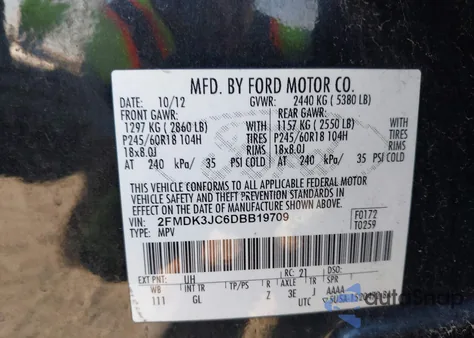 MFD. BY FORD MOTOR CO.
DATE: 10/12 GVWR: 2440 KG (5380 LB)
FRONT GAWR: REAR GAWR:
1297 KG (2860 LB) WITH 1157 KG (2550 LB) WITH
P245/60R18 104H TIRES P245/60R18 104H TIRES
18x8.0J RIMS 18x8.0J RIMS
AT 240 kPa/ 35 PSI COLD AT 240 kPa/ 35 PSI COLD
THIS VEHICLE CONFORMS TO ALL APPLICABLE FEDERAL MOTOR
VEHICLE SAFETY AND THEFT PREVENTION STANDARDS IN
EFFECT ON THE DATE OF MANUFACTURE SHOWN ABOVE.
VIN: 2FMDK3JC6DBB19709 F0172
TYPE: MPV T0259
EXT PNT: UH RC: 21 DSO:
WB INT TR TP/PS R AXLE TR SPR
111 GL Z 3E J AAAA
UTC